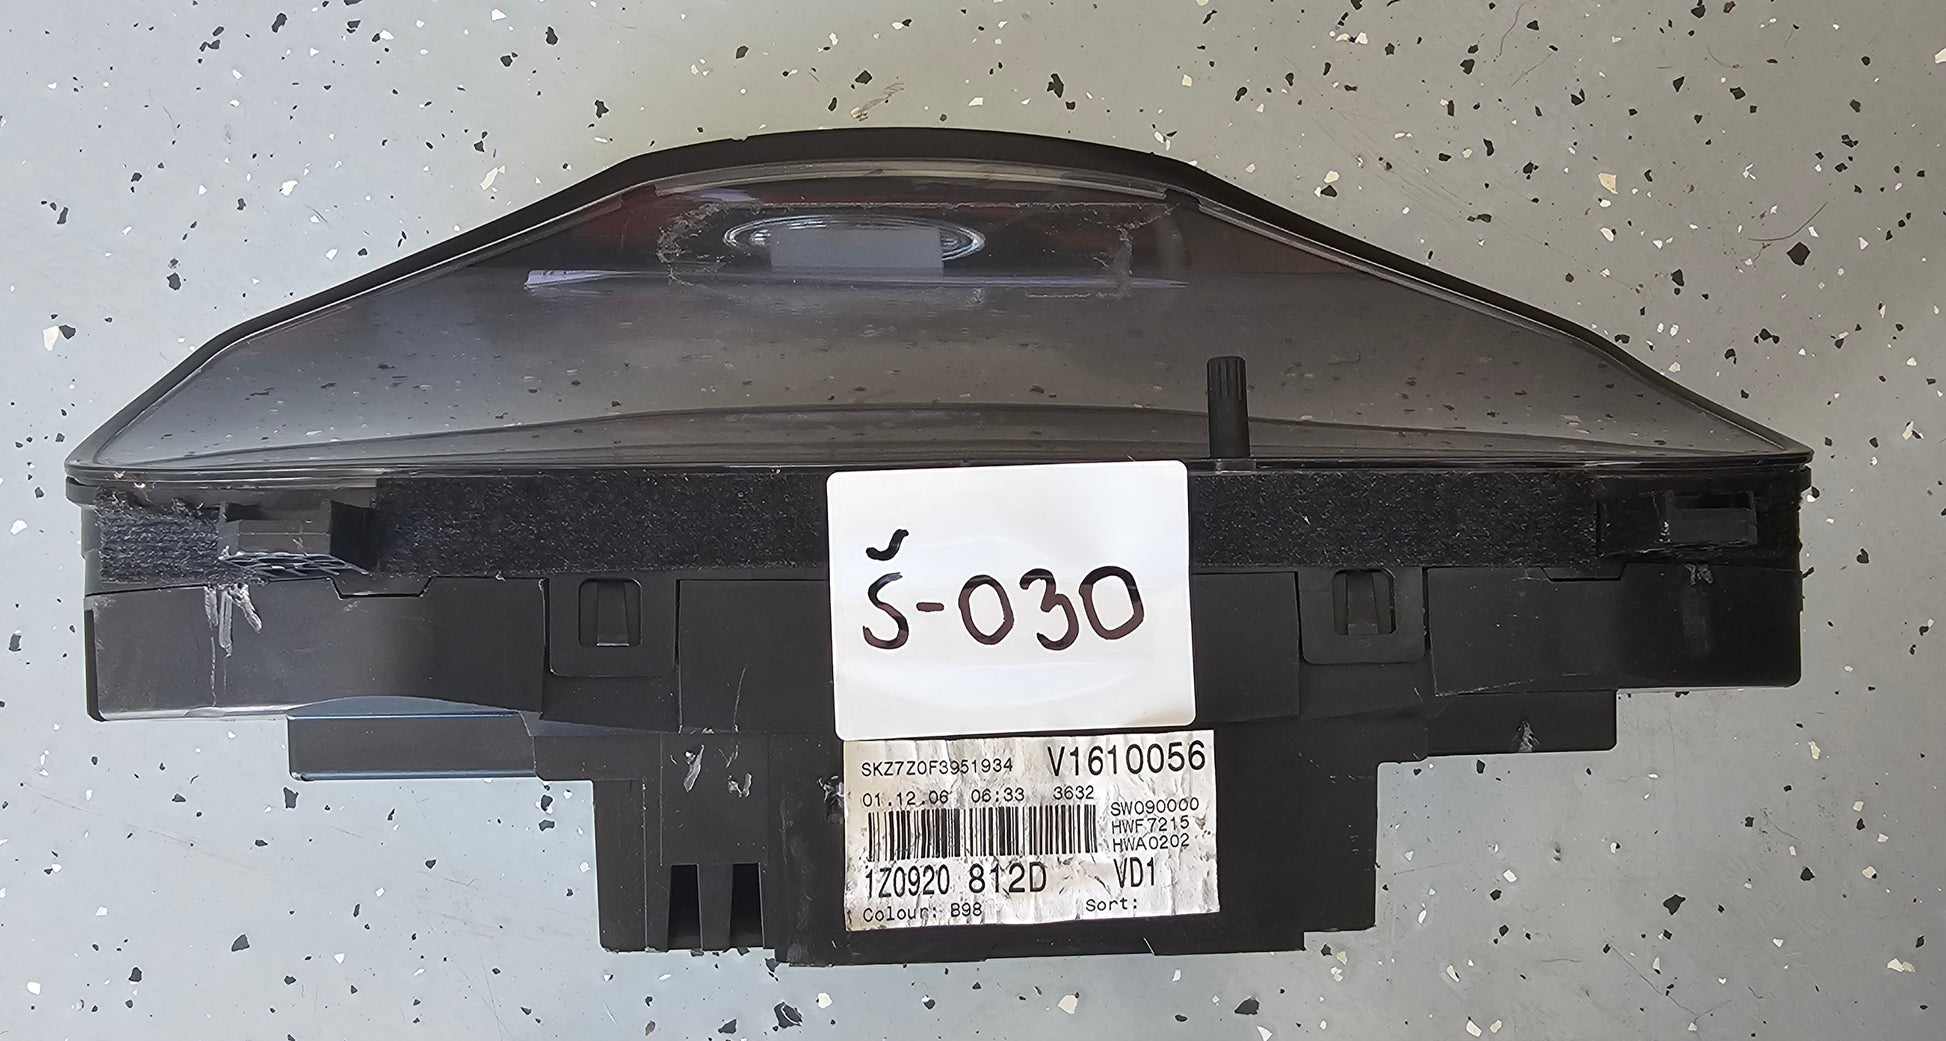 Š-030
SKZ7Z0F3951934 V1610056
01.12.06 06:33 3632
SW090000
HWF7215
HWA0202
1Z0920 812D VD1
Colour: B98 Sort: